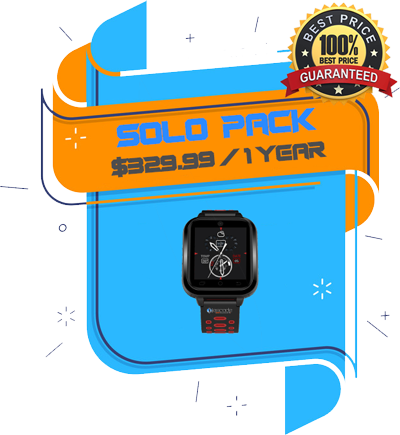 BEST PRICE
100%
BEST PRICE
GUARANTEED
SOLO PACK
$329.99 / 1 YEAR